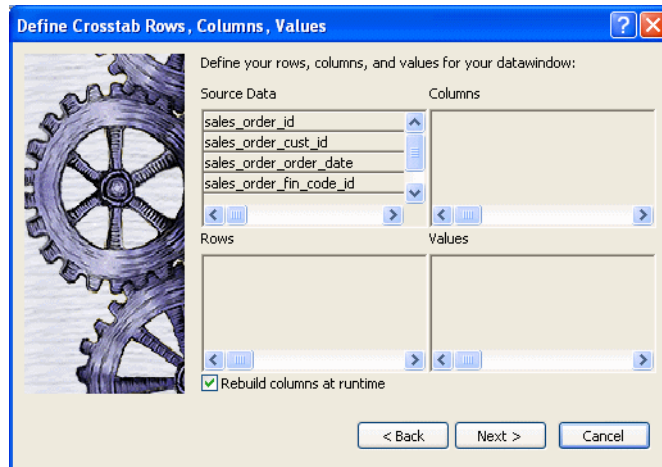 Define Crosstab Rows, Columns, Values
Define your rows, columns, and values for your datawindow:
Source Data
Columns
sales_order_id
sales_order_cust_id
sales_order_order_date
sales_order_fin_code_id
Rows
Values
Rebuild columns at runtime
< Back
Next >
Cancel